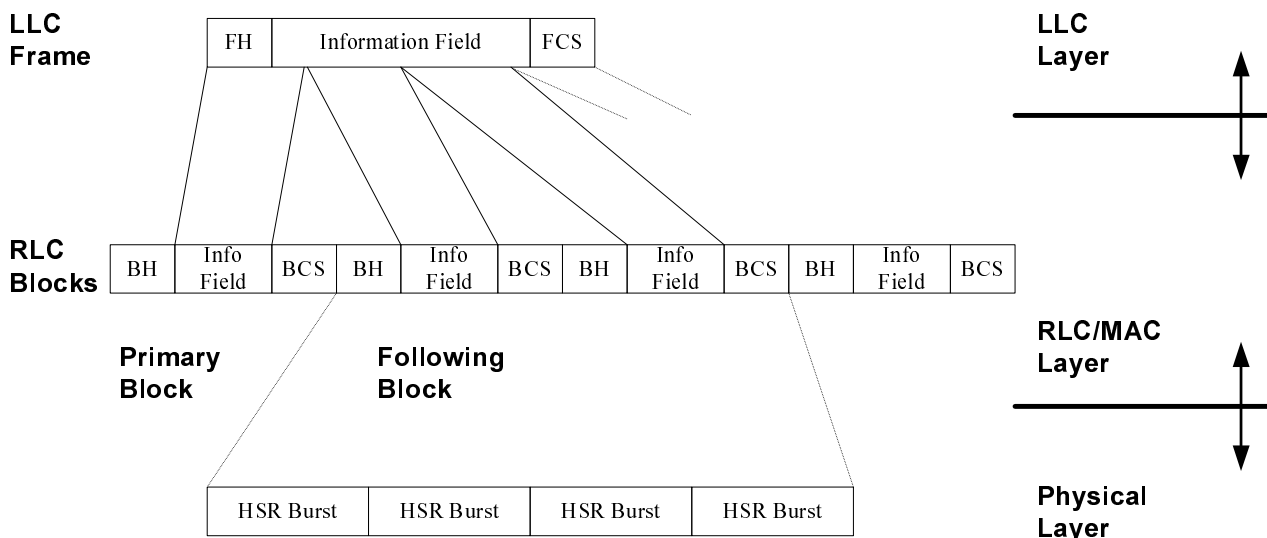 LLC
Frame
FH
Information Field
FCS
LLC
Layer
RLC
Blocks
BH
Info
Field
BCS
BH
Info
Field
BCS
BH
Info
Field
BCS
BH
Info
Field
BCS
Primary
Block
Following
Block
RLC/MAC
Layer
HSR Burst
HSR Burst
HSR Burst
HSR Burst
Physical
Layer